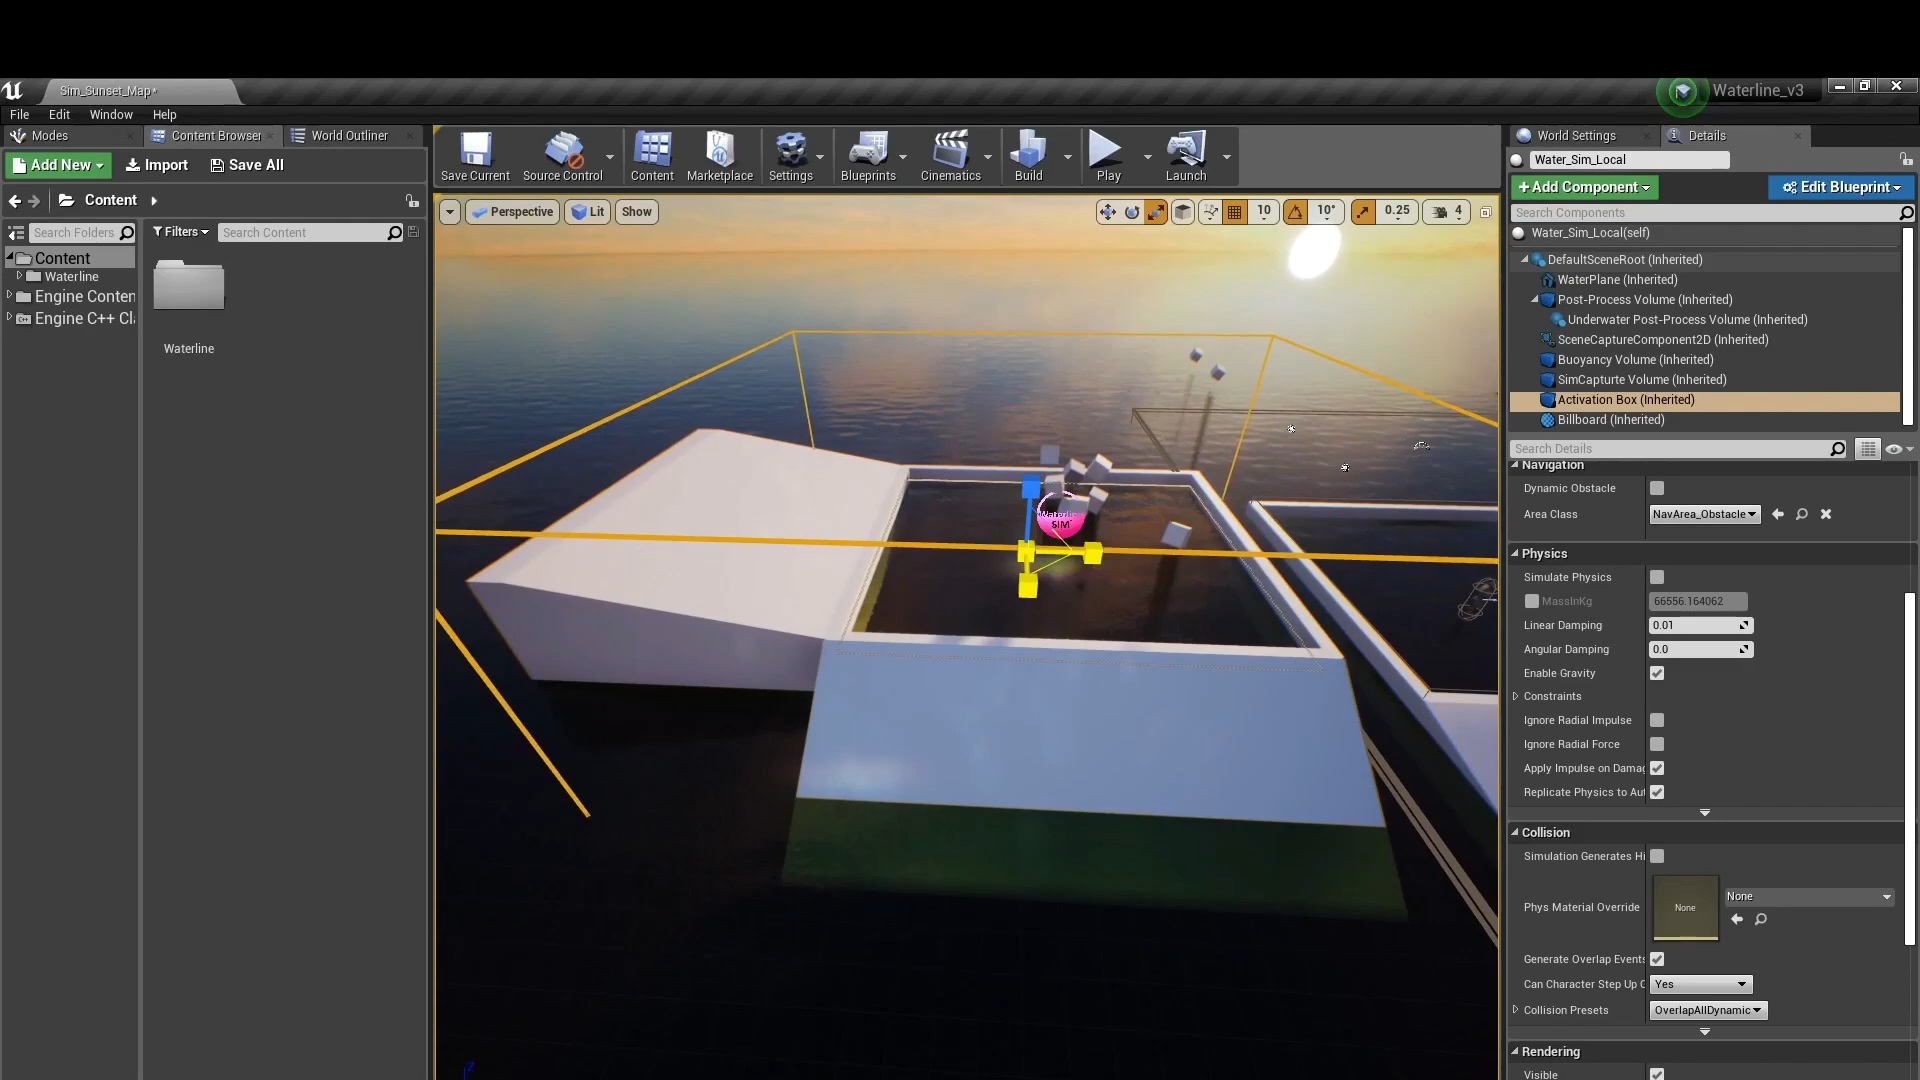 Sim_Sunset_Map*
Waterline_v3
File Edit Window Help
Modes
Content Browser
World Outliner
Add New
Import
Save All
Content
Search Folders
Filters
Search Content
Content
Waterline
Engine Conten
Engine C++ Cl
Waterline
Save Current
Source Control
Content
Marketplace
Settings
Blueprints
Cinematics
Build
Play
Launch
Perspective
Lit
Show
10
10°
0.25
4
SIM
Z
World Settings
Details
Water_Sim_Local
+Add Component
Edit Blueprint
Search Components
Water_Sim_Local(self)
DefaultSceneRoot (Inherited)
WaterPlane (Inherited)
Post-Process Volume (Inherited)
Underwater Post-Process Volume (Inherited)
SceneCaptureComponent2D (Inherited)
Buoyancy Volume (Inherited)
SimCapturte Volume (Inherited)
Activation Box (Inherited)
Billboard (Inherited)
Search Details
Navigation
Dynamic Obstacle
Area Class NavArea_Obstacle
Physics
Simulate Physics
MassInKg 66556.164062
Linear Damping 0.01
Angular Damping 0.0
Enable Gravity
Constraints
Ignore Radial Impulse
Ignore Radial Force
Apply Impulse on Damag
Replicate Physics to Aut
Collision
Simulation Generates Hi
Phys Material Override None None
Generate Overlap Events
Can Character Step Up O Yes
Collision Presets OverlapAllDynamic
Rendering
Visible